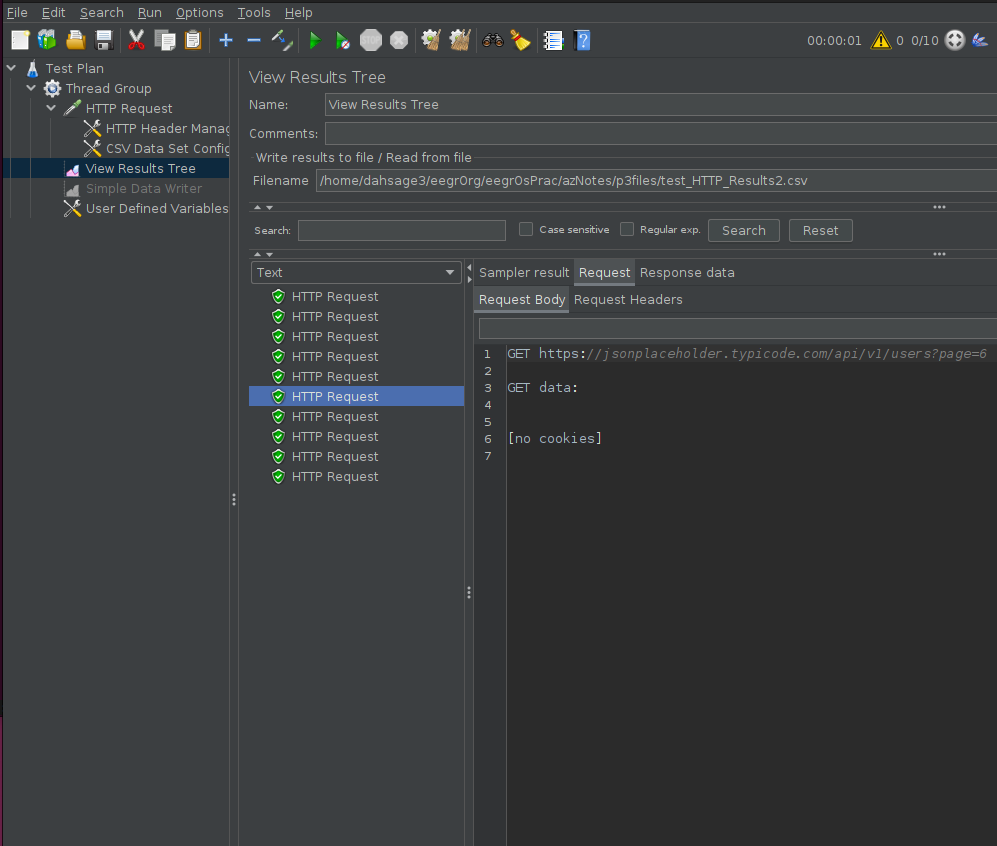 File Edit Search Run Options Tools Help
00:00:01 0 0/10
Test Plan
Thread Group
HTTP Request
HTTP Header Manag
CSV Data Set Config
View Results Tree
Simple Data Writer
User Defined Variables
View Results Tree
Name: View Results Tree
Comments:
Write results to file / Read from file
Filename /home/dahsage3/eegrOrg/eegrOsPrac/azNotes/p3files/test_HTTP_Results2.csv
Search: Case sensitive Regular exp. Search Reset
Text
HTTP Request
HTTP Request
HTTP Request
HTTP Request
HTTP Request
HTTP Request
HTTP Request
HTTP Request
HTTP Request
HTTP Request
Sampler result Request Response data
Request Body Request Headers
1 GET https://jsonplaceholder.typicode.com/api/v1/users?page=6
2
3 GET data:
4
5
6 [no cookies]
7